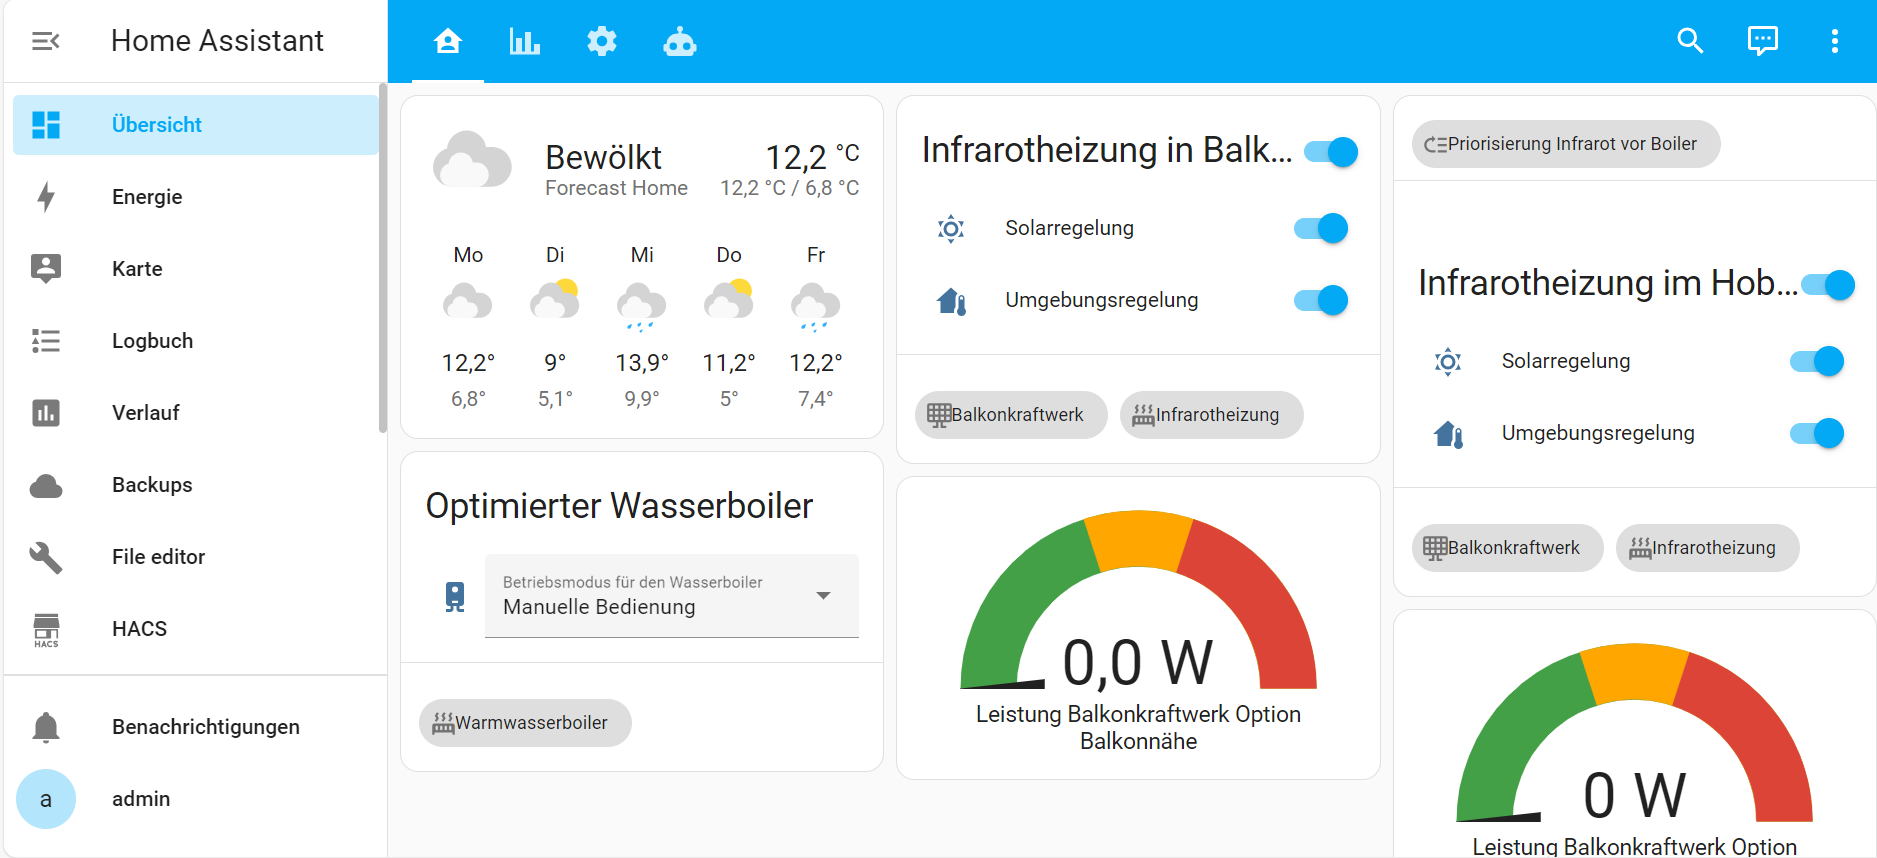 Home Assistant
Übersicht
Energie
Karte
Logbuch
Verlauf
Backups
File editor
HACS
HACS
Benachrichtigungen
a
admin
Bewölkt
12,2 °C
Forecast Home
12,2 °C / 6,8 °C
Mo Di Mi Do Fr
12,2° 9° 13,9° 11,2° 12,2°
6,8° 5,1° 9,9° 5° 7,4°
Optimierter Wasserboiler
Betriebsmodus für den Wasserboiler
Manuelle Bedienung
Warmwasserboiler
Infrarotheizung in Balk...
Solarregelung
Umgebungsregelung
Balkonkraftwerk
Infrarotheizung
0,0 W
Leistung Balkonkraftwerk Option
Balkonnähe
Priorisierung Infrarot vor Boiler
Infrarotheizung im Hob...
Solarregelung
Umgebungsregelung
Balkonkraftwerk
Infrarotheizung
0 W
Leistung Balkonkraftwerk Option